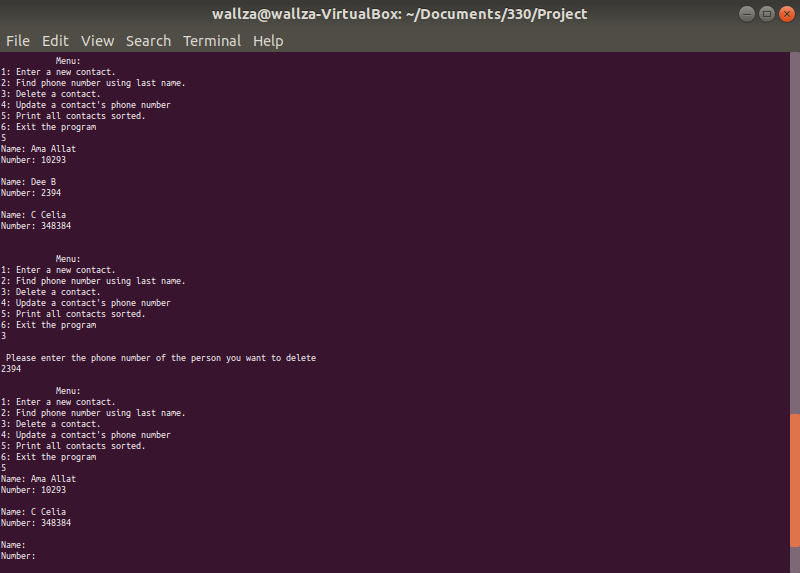 wallza@wallza-VirtualBox: ~/Documents/330/Project
File Edit View Search Terminal Help
Menu:
1: Enter a new contact.
2: Find phone number using last name.
3: Delete a contact.
4: Update a contact's phone number
5: Print all contacts sorted.
6: Exit the program
5
Name: Ama Allat
Number: 10293
Name: Dee B
Number: 2394
Name: C Celia
Number: 348384
Menu:
1: Enter a new contact.
2: Find phone number using last name.
3: Delete a contact.
4: Update a contact's phone number
5: Print all contacts sorted.
6: Exit the program
3
Please enter the phone number of the person you want to delete
2394
Menu:
1: Enter a new contact.
2: Find phone number using last name.
3: Delete a contact.
4: Update a contact's phone number
5: Print all contacts sorted.
6: Exit the program
5
Name: Ama Allat
Number: 10293
Name: C Celia
Number: 348384
Name:
Number: